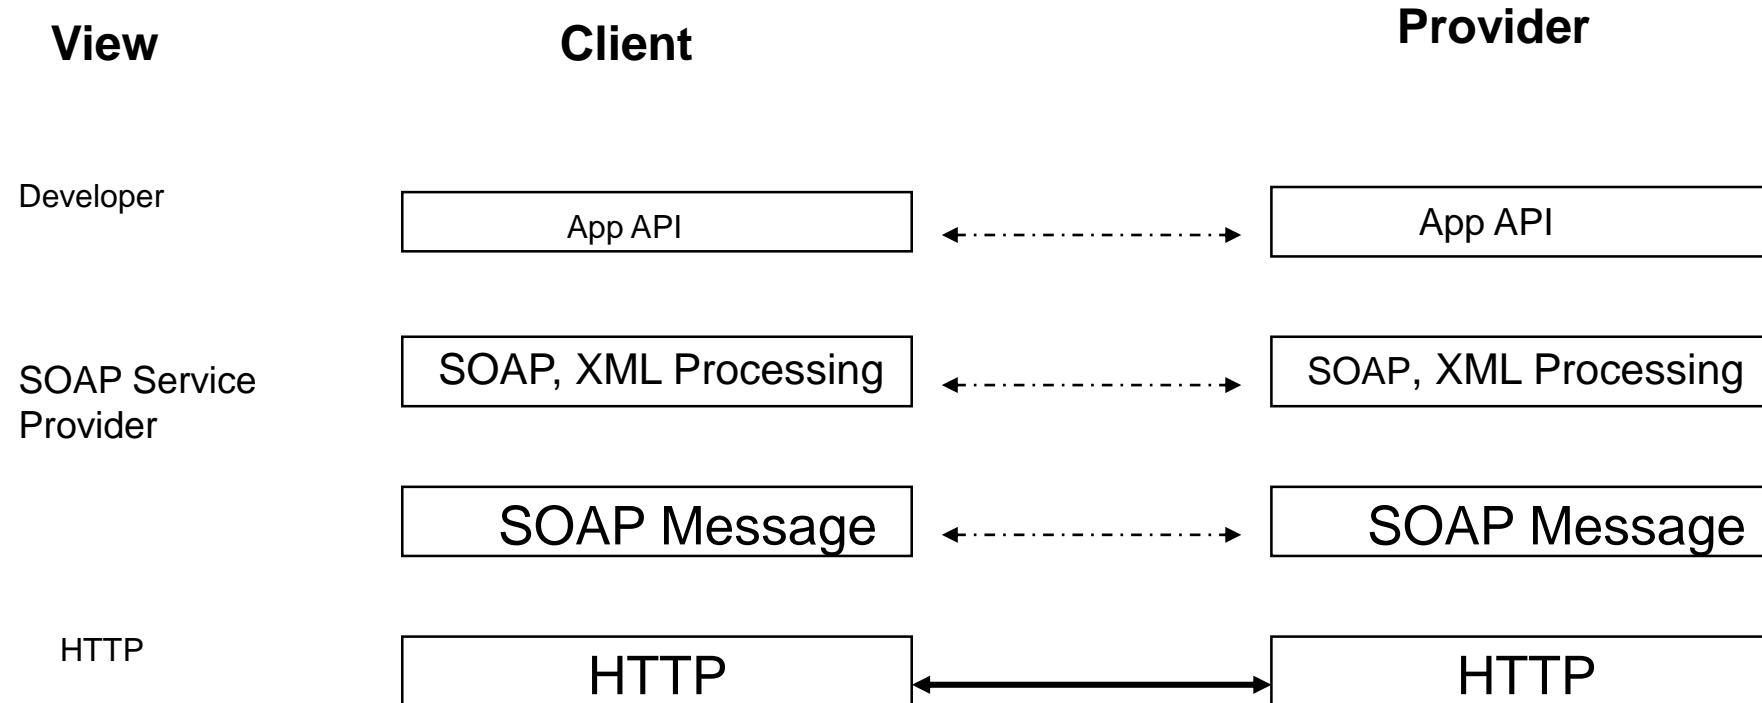 View
Client
Provider
Developer
App API
App API
SOAP Service
Provider
SOAP, XML Processing
SOAP, XML Processing
SOAP Message
SOAP Message
HTTP
HTTP
HTTP